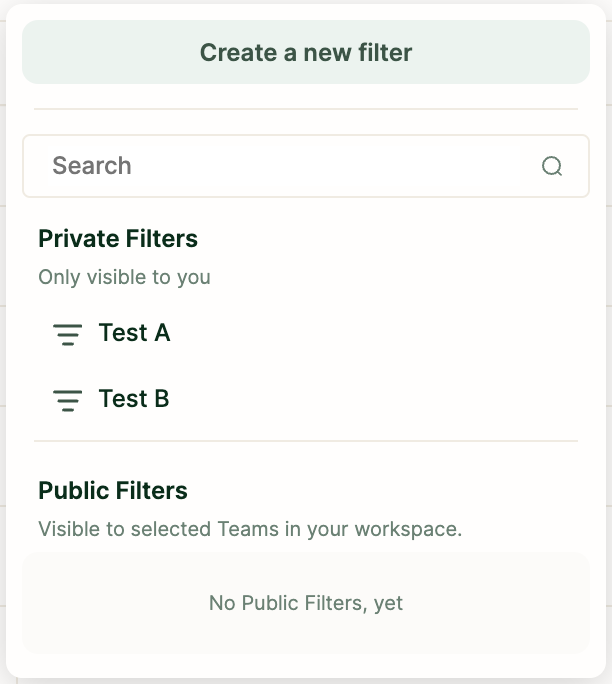 Create a new filter
Search
Private Filters
Only visible to you
Test A
Test B
Public Filters
Visible to selected Teams in your workspace.
No Public Filters, yet